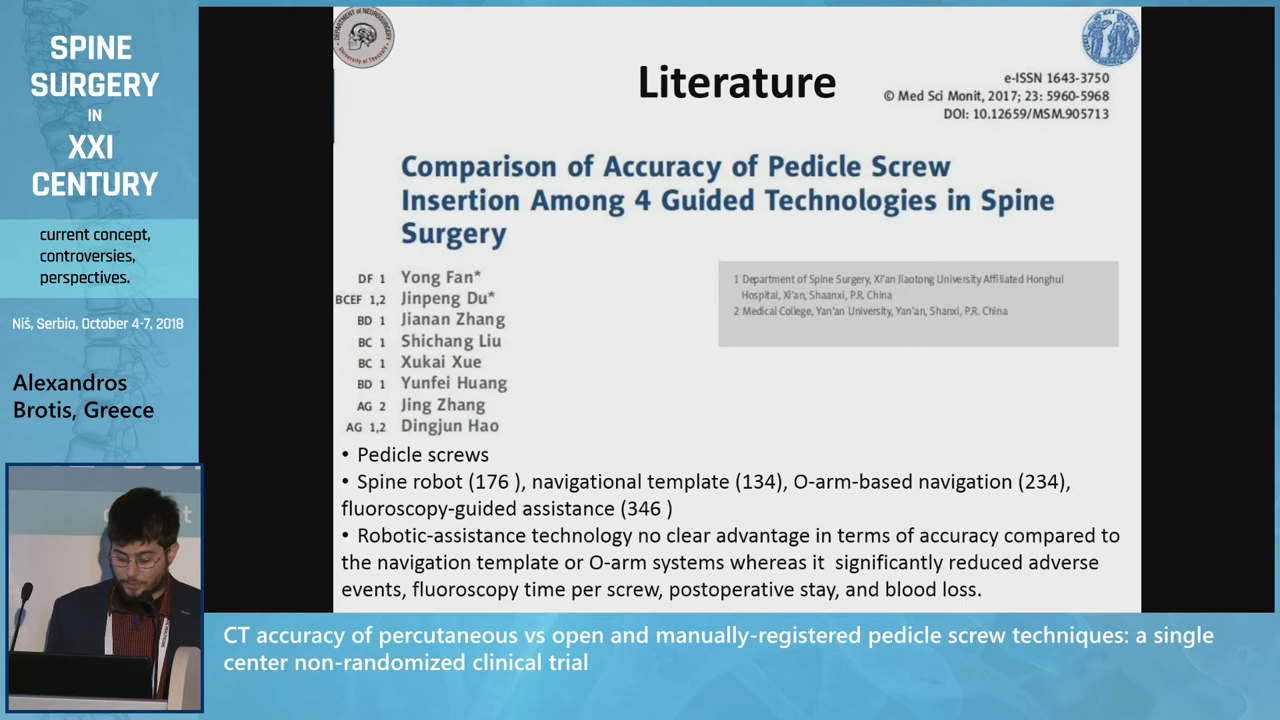 SPINE
SURGERY
IN
XXI
CENTURY
current concept,
controversies,
perspectives.
Niš, Serbia, October 4-7, 2018
Alexandros
Brotis, Greece
DEPARTMENT of NEUROSURGERY
University of Thessaly
Literature
e-ISSN 1643-3750
© Med Sci Monit, 2017; 23: 5960-5968
DOI: 10.12659/MSM.905713
Comparison of Accuracy of Pedicle Screw
Insertion Among 4 Guided Technologies in Spine
Surgery
DF 1 Yong Fan*
BCEF 1,2 Jinpeng Du*
BD 1 Jianan Zhang
BC 1 Shichang Liu
BC 1 Xukai Xue
BD 1 Yunfei Huang
AG 2 Jing Zhang
AG 1,2 Dingjun Hao
1 Department of Spine Surgery, Xi'an Jiaotong University Affiliated Honghui
Hospital, Xi'an, Shaanxi, P.R. China
2 Medical College, Yan'an University, Yan'an, Shanxi, P.R. China
• Pedicle screws
• Spine robot (176 ), navigational template (134), O-arm-based navigation (234),
fluoroscopy-guided assistance (346 )
• Robotic-assistance technology no clear advantage in terms of accuracy compared to
the navigation template or O-arm systems whereas it significantly reduced adverse
events, fluoroscopy time per screw, postoperative stay, and blood loss.
CT accuracy of percutaneous vs open and manually-registered pedicle screw techniques: a single
center non-randomized clinical trial